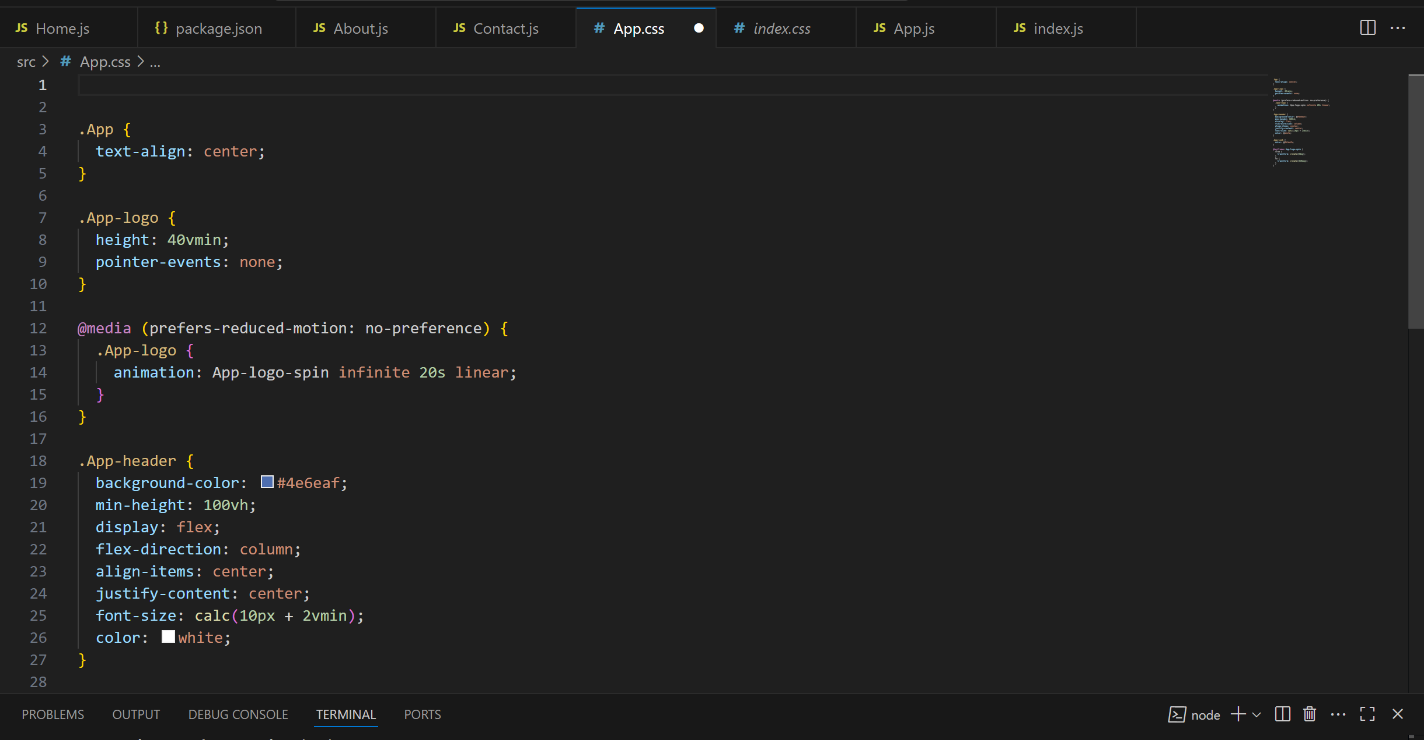 JS Home.js {} package.json JS About.js JS Contact.js # App.css # index.css JS App.js JS index.js ...
src > # App.css > ...
1
2
3 .App {
4 text-align: center;
5 }
6
7 .App-logo {
8 height: 40vmin;
9 pointer-events: none;
10 }
11
12 @media (prefers-reduced-motion: no-preference) {
13 .App-logo {
14 animation: App-logo-spin infinite 20s linear;
15 }
16 }
17
18 .App-header {
19 background-color: #4e6eaf;
20 min-height: 100vh;
21 display: flex;
22 flex-direction: column;
23 align-items: center;
24 justify-content: center;
25 font-size: calc(10px + 2vmin);
26 color: white;
27 }
28
PROBLEMS OUTPUT DEBUG CONSOLE TERMINAL PORTS node ...